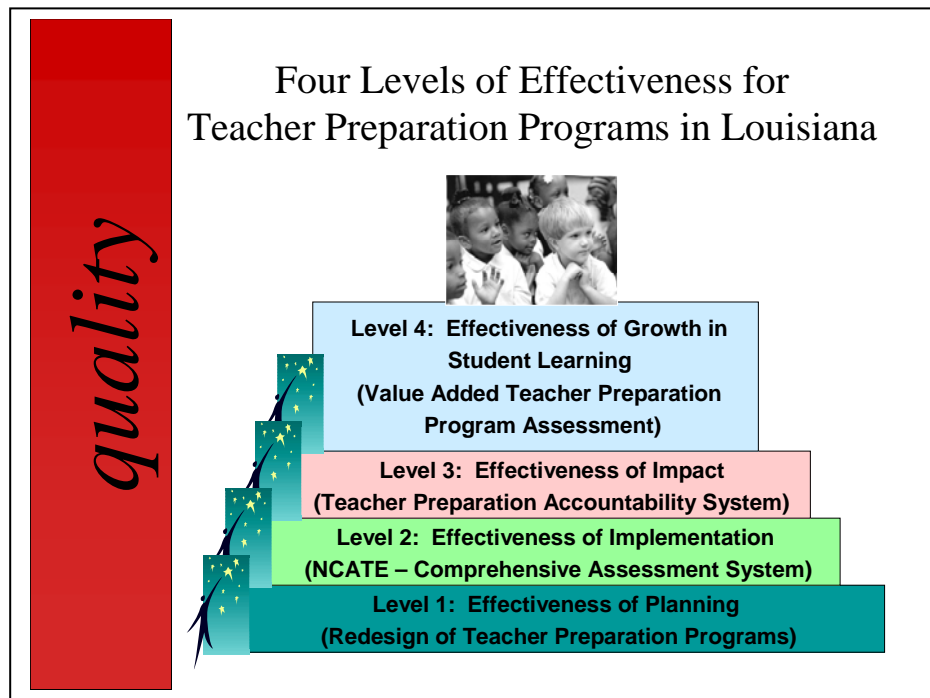 quality
Four Levels of Effectiveness for
Teacher Preparation Programs in Louisiana
Level 4: Effectiveness of Growth in
Student Learning
(Value Added Teacher Preparation
Program Assessment)
Level 3: Effectiveness of Impact
(Teacher Preparation Accountability System)
Level 2: Effectiveness of Implementation
(NCATE – Comprehensive Assessment System)
Level 1: Effectiveness of Planning
(Redesign of Teacher Preparation Programs)